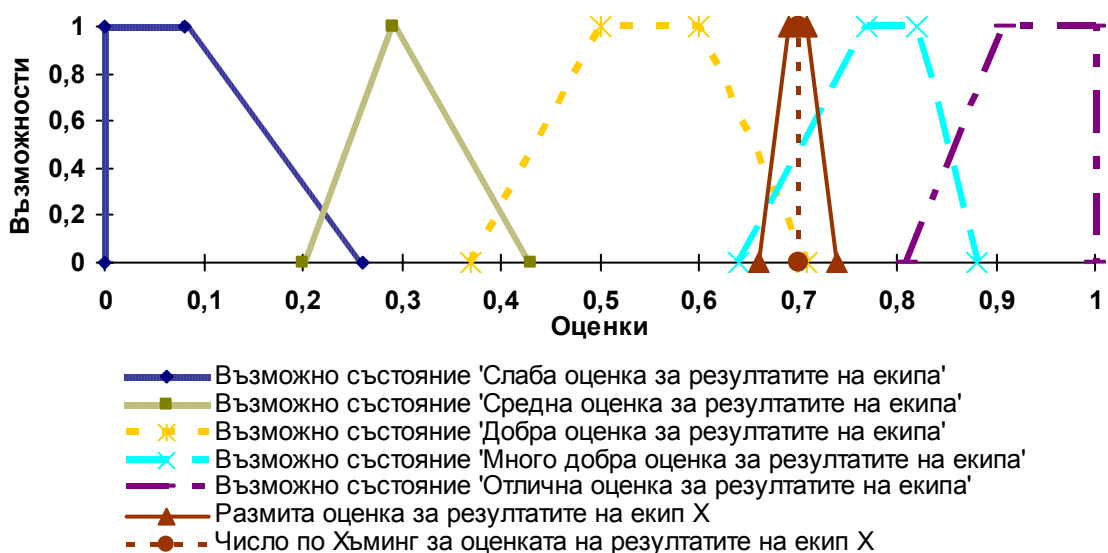 Възможности
1
0,8
0,6
0,4
0,2
0
0 0,1 0,2 0,3 0,4 0,5 0,6 0,7 0,8 0,9 1
Оценки
Възможно състояние 'Слаба оценка за резултатите на екипа'
Възможно състояние 'Средна оценка за резултатите на екипа'
Възможно състояние 'Добра оценка за резултатите на екипа'
Възможно състояние 'Много добра оценка за резултатите на екипа'
Възможно състояние 'Отлична оценка за резултатите на екипа'
Размита оценка за резултатите на екип X
Число по Хъминг за оценката на резултатите на екип X